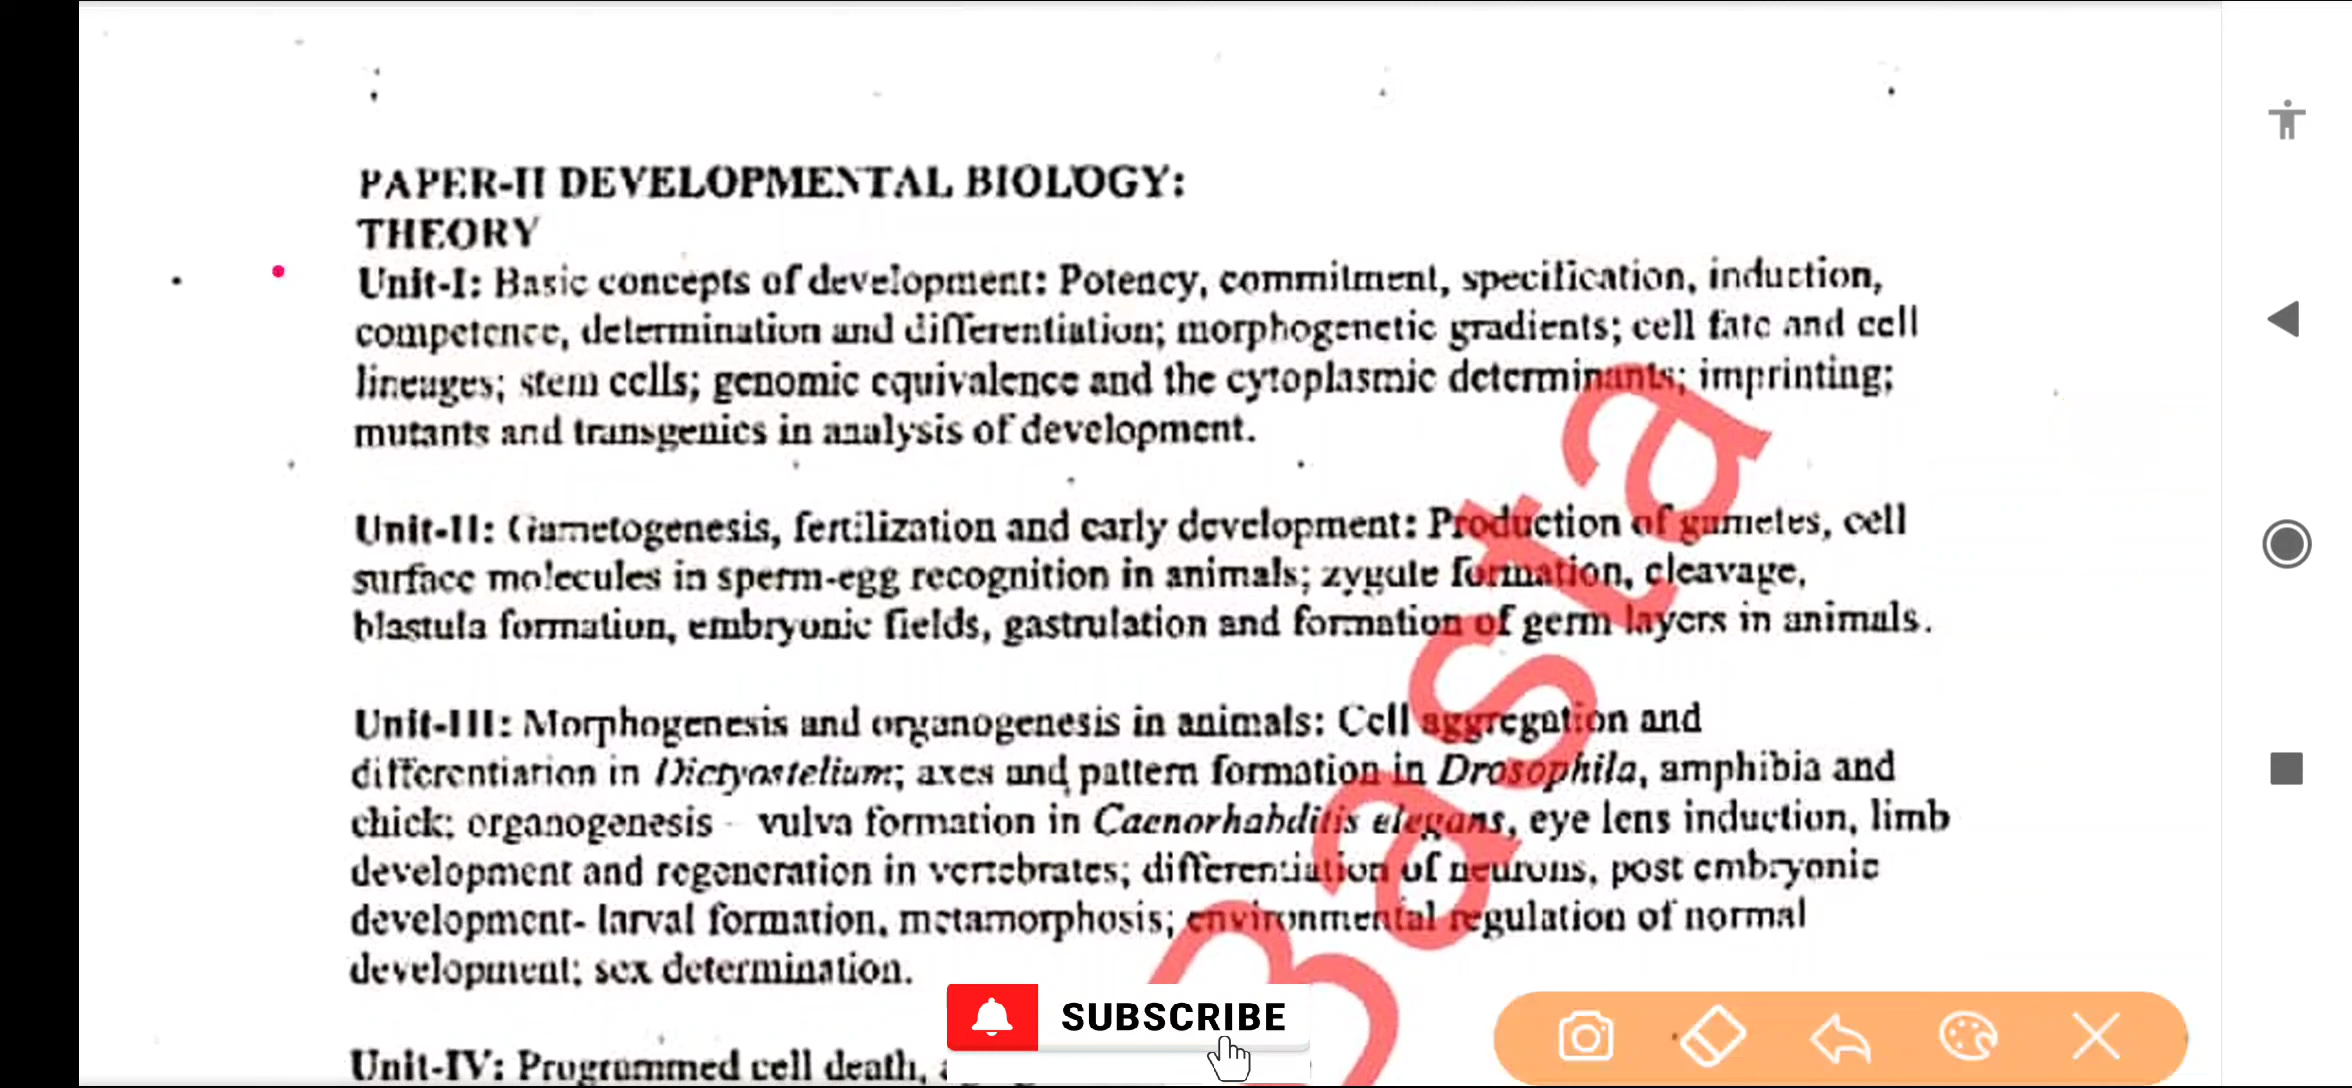 PAPER-II DEVELOPMENTAL BIOLOGY:
THEORY
Unit-I: Basic concepts of development: Potency, commitment, specification, induction,
competence, determination and differentiation; morphogenetic gradients; cell fate and cell
lineages; stem cells; genomic equivalence and the cytoplasmic determinants; imprinting;
mutants and transgenics in analysis of development.
Unit-II: Gametogenesis, fertilization and early development: Production of gametes, cell
surface molecules in sperm-egg recognition in animals; zygote formation, cleavage,
blastula formation, embryonic fields, gastrulation and formation of germ layers in animals.
Unit-III: Morphogenesis and organogenesis in animals: Cell aggregation and
differentiation in Dictyostelium; axes and pattern formation in Drosophila, amphibia and
chick; organogenesis - vulva formation in Caenorhabditis elegans, eye lens induction, limb
development and regeneration in vertebrates; differentiation of neurons, post embryonic
development- larval formation, metamorphosis; environmental regulation of normal
development; sex determination.
Unit-IV: Programmed cell death,
SUBSCRIBE
Basta